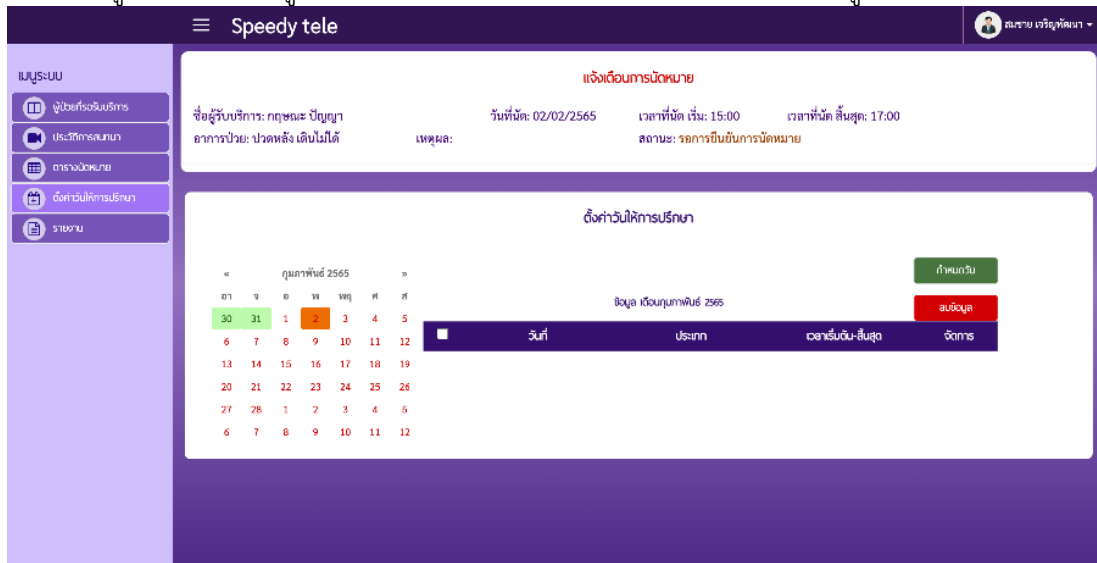 Speedy tele
สมชาย เจริญพัฒนา
เมนูระบบ
ผู้ป่วยที่รอรับบริการ
ประวัติการสนทนา
ตารางนัดหมาย
ตั้งค่าวันให้การปรึกษา
รายงาน
แจ้งเตือนการนัดหมาย
ชื่อผู้รับบริการ: กฤษณะ ปัญญา วันที่นัด: 02/02/2565 เวลาที่นัด เริ่ม: 15:00 เวลาที่นัด สิ้นสุด: 17:00
อาการป่วย: ปวดหลัง เดินไม่ได้ เหตุผล: สถานะ: รอการยืนยันการนัดหมาย
ตั้งค่าวันให้การปรึกษา
« กุมภาพันธ์ 2565 »
อา จ อ พ พฤ ศ ส
30 31 1 2 3 4 5
6 7 8 9 10 11 12
13 14 15 16 17 18 19
20 21 22 23 24 25 26
27 28 1 2 3 4 5
6 7 8 9 10 11 12
กำหนดวัน
ข้อมูล เดือนกุมภาพันธ์ 2565
ลบข้อมูล
วันที่ ประเภท เวลาเริ่มต้น-สิ้นสุด จัดการ